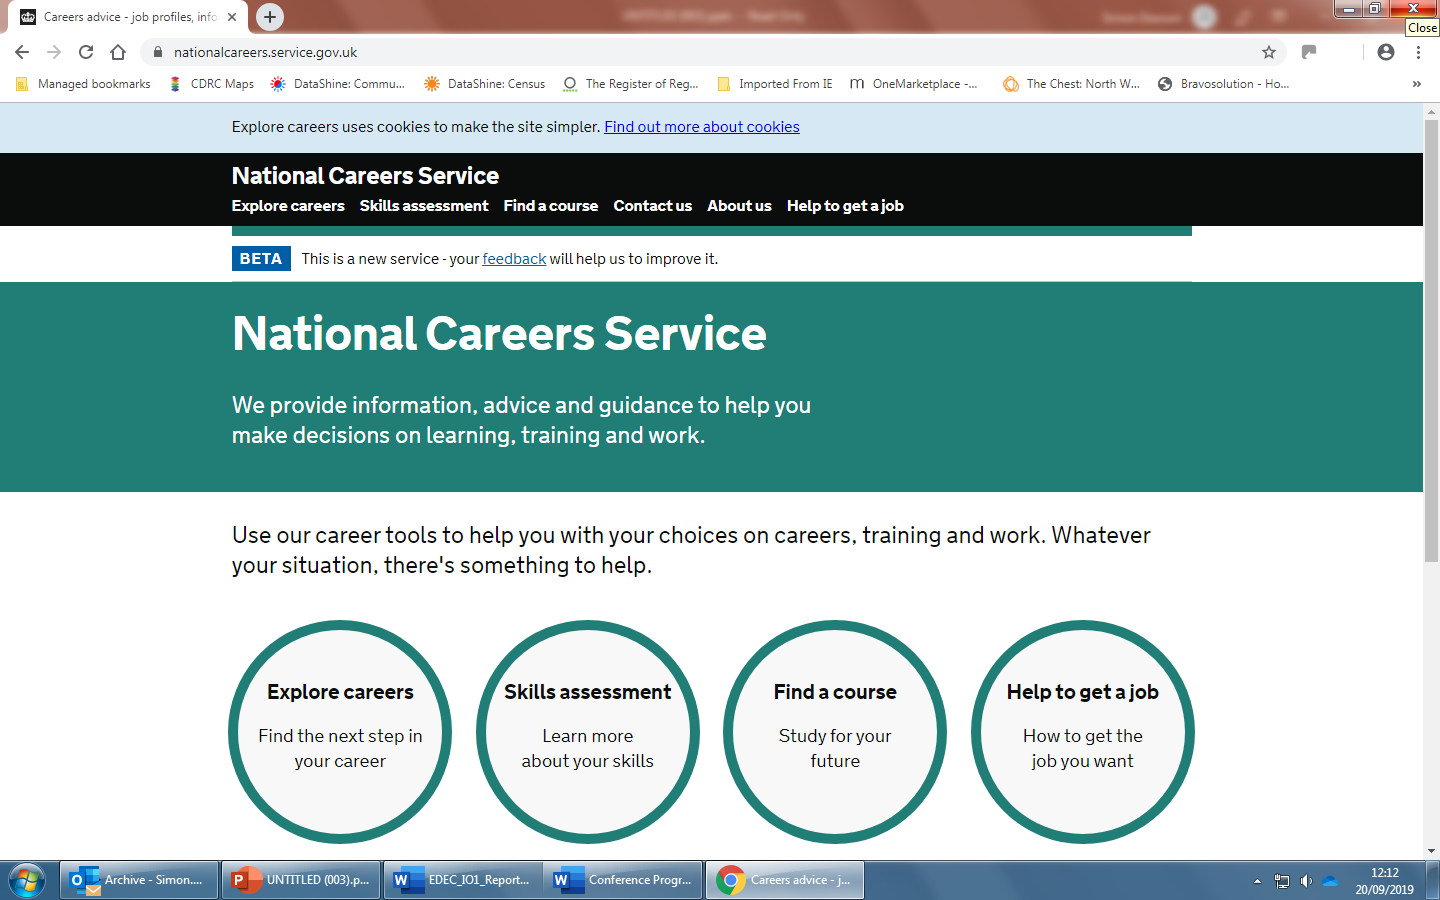 Careers advice - job profiles, info
Close
nationalcareers.service.gov.uk
Managed bookmarks
CDRC Maps
DataShine: Commu...
DataShine: Census
The Register of Reg...
Imported From IE
OneMarketplace -...
The Chest: North W...
Bravosolution - Ho...
»
Explore careers uses cookies to make the site simpler. Find out more about cookies
National Careers Service
Explore careers Skills assessment Find a course Contact us About us Help to get a job
BETA This is a new service - your feedback will help us to improve it.
National Careers Service
We provide information, advice and guidance to help you
make decisions on learning, training and work.
Use our career tools to help you with your choices on careers, training and work. Whatever
your situation, there's something to help.
Explore careers
Find the next step in
your career
Skills assessment
Learn more
about your skills
Find a course
Study for your
future
Help to get a job
How to get the
job you want
Archive - Simon....
UNTITLED (003).p...
EDEC_IO1_Report...
Conference Progr...
Careers advice - j...
12:12
20/09/2019